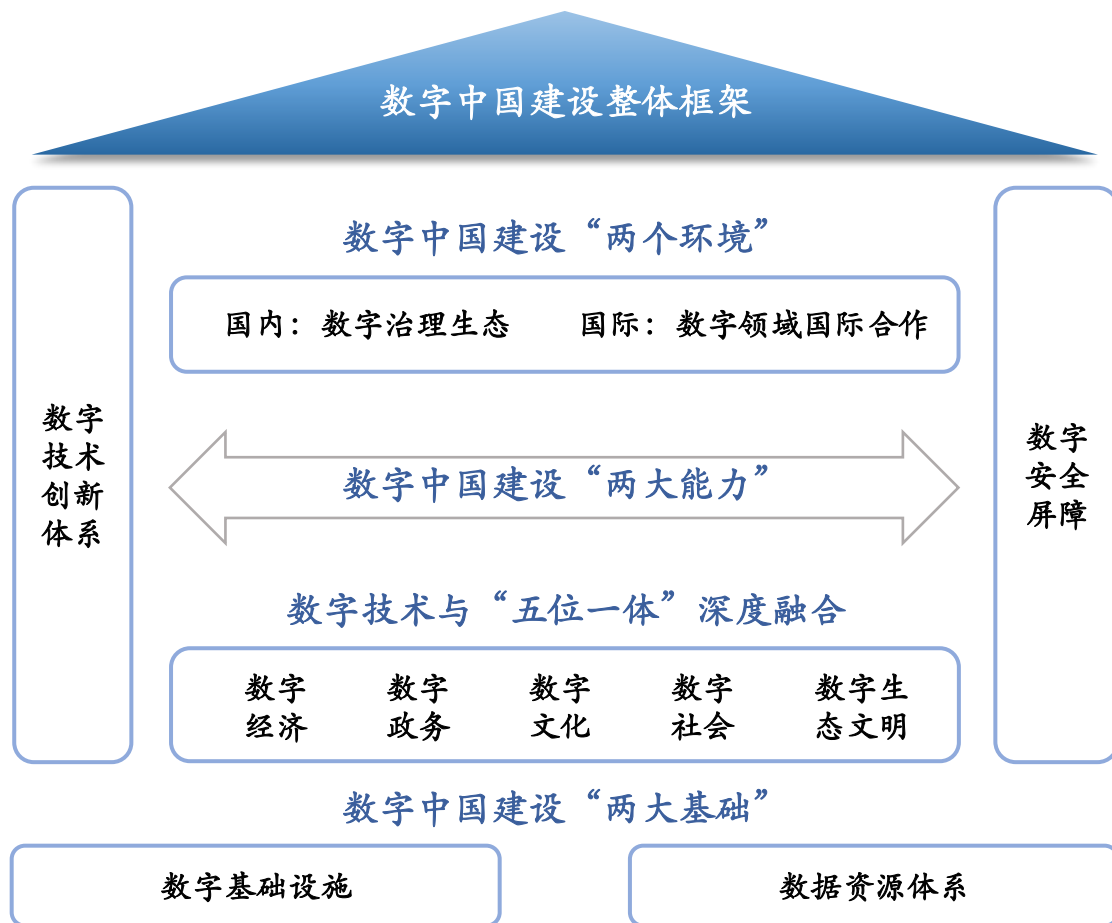 数字中国建设整体框架
数字中国建设“两个环境”
国内：数字治理生态 国际：数字领域国际合作
数字
技术
创新
体系
数字中国建设“两大能力”
数字
安全
屏障
数字技术与“五位一体”深度融合
数字
经济
数字
政务
数字
文化
数字
社会
数字生
态文明
数字中国建设“两大基础”
数字基础设施
数据资源体系